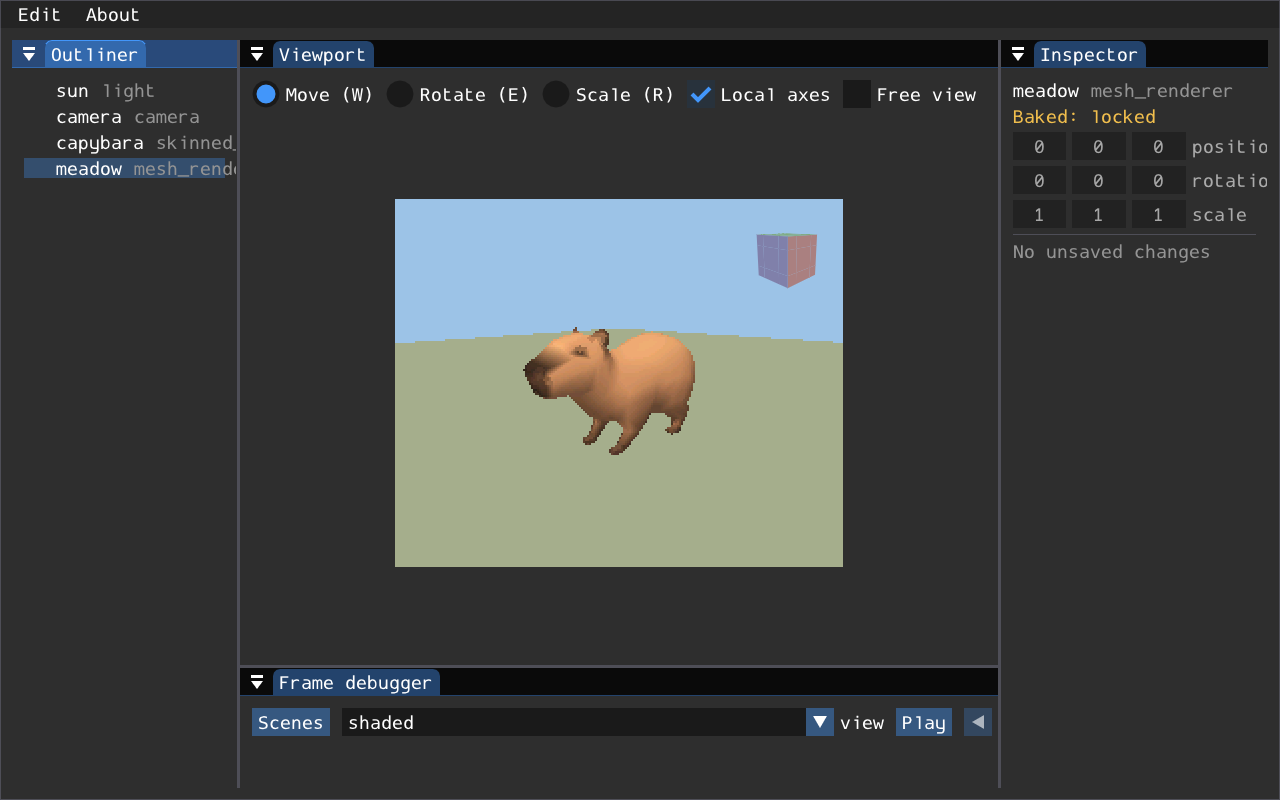 Edit About
Outliner
sun light
camera camera
capybara skinned_
meadow mesh_rende
Viewport
Move (W) Rotate (E) Scale (R) Local axes Free view
Inspector
meadow mesh_renderer
Baked: locked
0 0 0 positio
0 0 0 rotatio
1 1 1 scale
No unsaved changes
Frame debugger
Scenes shaded view Play